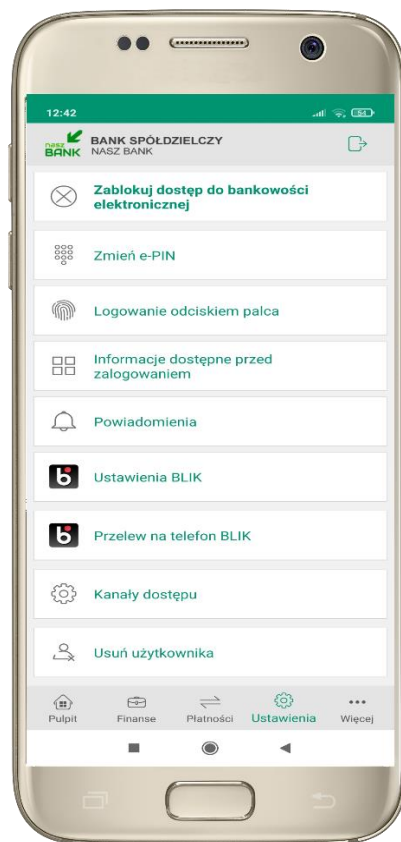 12:42
54
nasz
BANK
BANK SPÓŁDZIELCZY
NASZ BANK
Zablokuj dostęp do bankowości
elektronicznej
Zmień e-PIN
Logowanie odciskiem palca
Informacje dostępne przed
zalogowaniem
Powiadomienia
Ustawienia BLIK
Przelew na telefon BLIK
Kanały dostępu
Usuń użytkownika
Pulpit Finanse Płatności Ustawienia Więcej